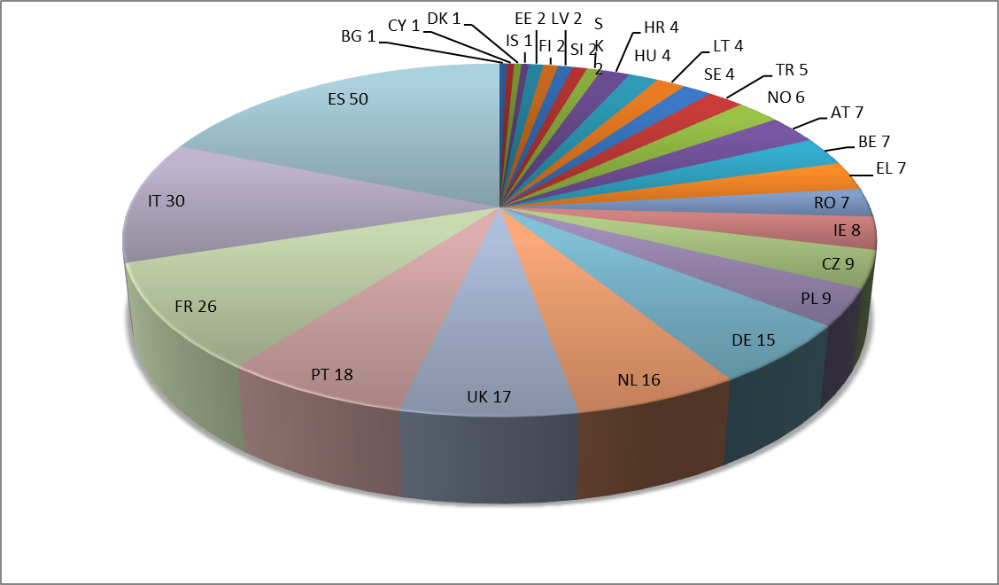 BG 1
CY 1
DK 1
IS 1
EE 2
FI 2
LV 2
SI 2
S
K
2
HR 4
HU 4
LT 4
SE 4
TR 5
NO 6
AT 7
BE 7
EL 7
RO 7
IE 8
CZ 9
PL 9
DE 15
NL 16
UK 17
PT 18
FR 26
IT 30
ES 50